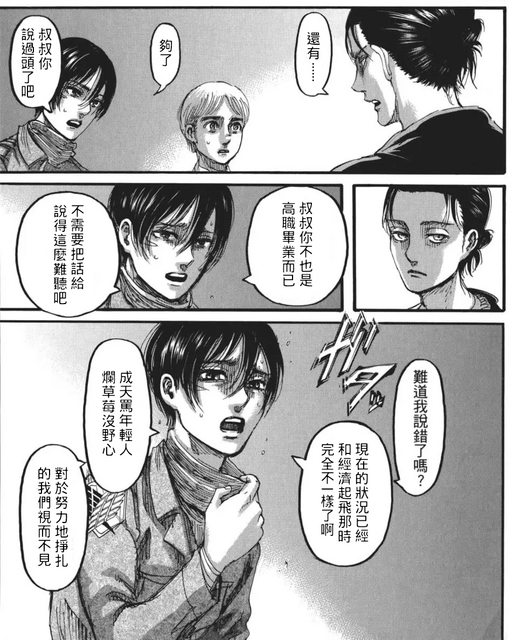 還有……
夠了
叔叔你
說過頭了吧
叔叔你不也是
高職畢業而已
不需要把話給
說得這麼難聽吧
ガタ
難道我說錯了嗎？
現在的狀況已經
和經濟起飛那時
完全不一樣了啊
成天罵年輕人
爛草莓沒野心
對於努力地掙扎
的我們視而不見